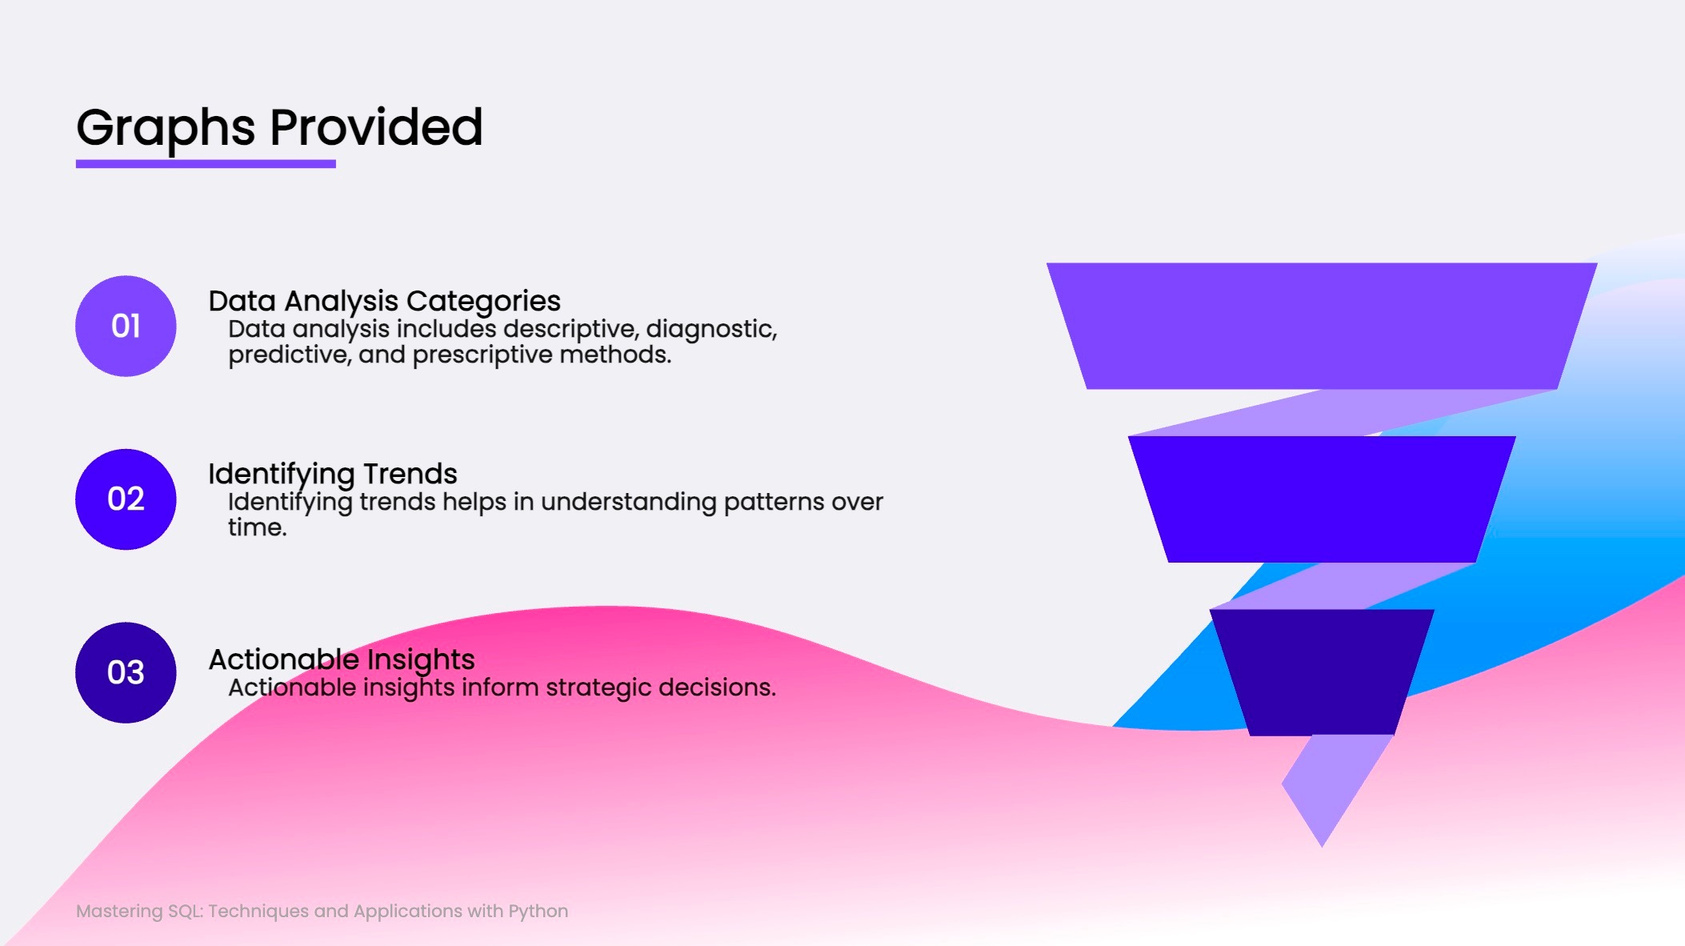 Graphs Provided
01
Data Analysis Categories
Data analysis includes descriptive, diagnostic,
predictive, and prescriptive methods.
02
Identifying Trends
Identifying trends helps in understanding patterns over
time.
03
Actionable Insights
Actionable insights inform strategic decisions.
Mastering SQL: Techniques and Applications with Python